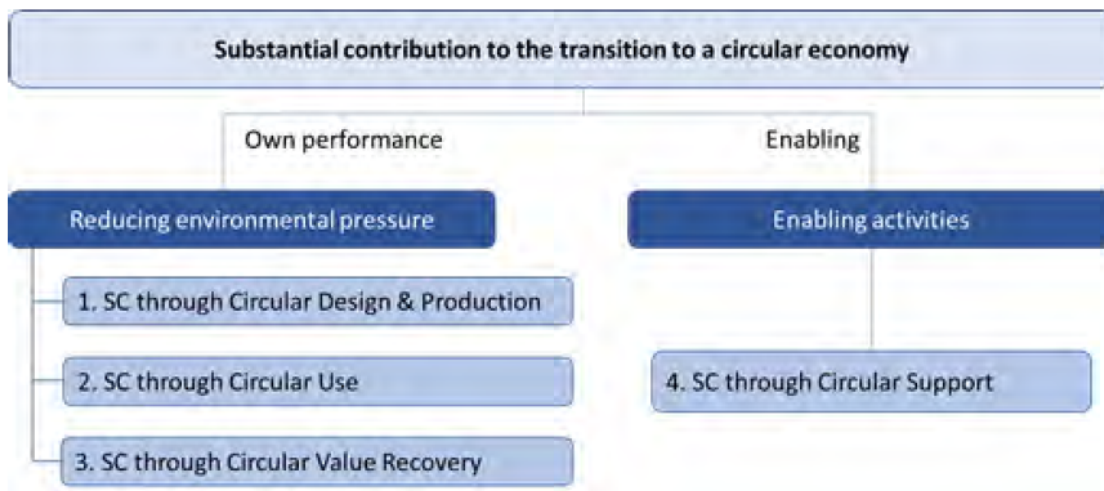 Substantial contribution to the transition to a circular economy
Own performance
Enabling
Reducing environmental pressure
Enabling activities
1. SC through Circular Design & Production
2. SC through Circular Use
3. SC through Circular Value Recovery
4. SC through Circular Support